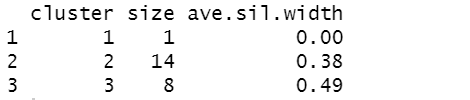 cluster size ave.sil.width
1 1 1 0.00
2 2 14 0.38
3 3 8 0.49